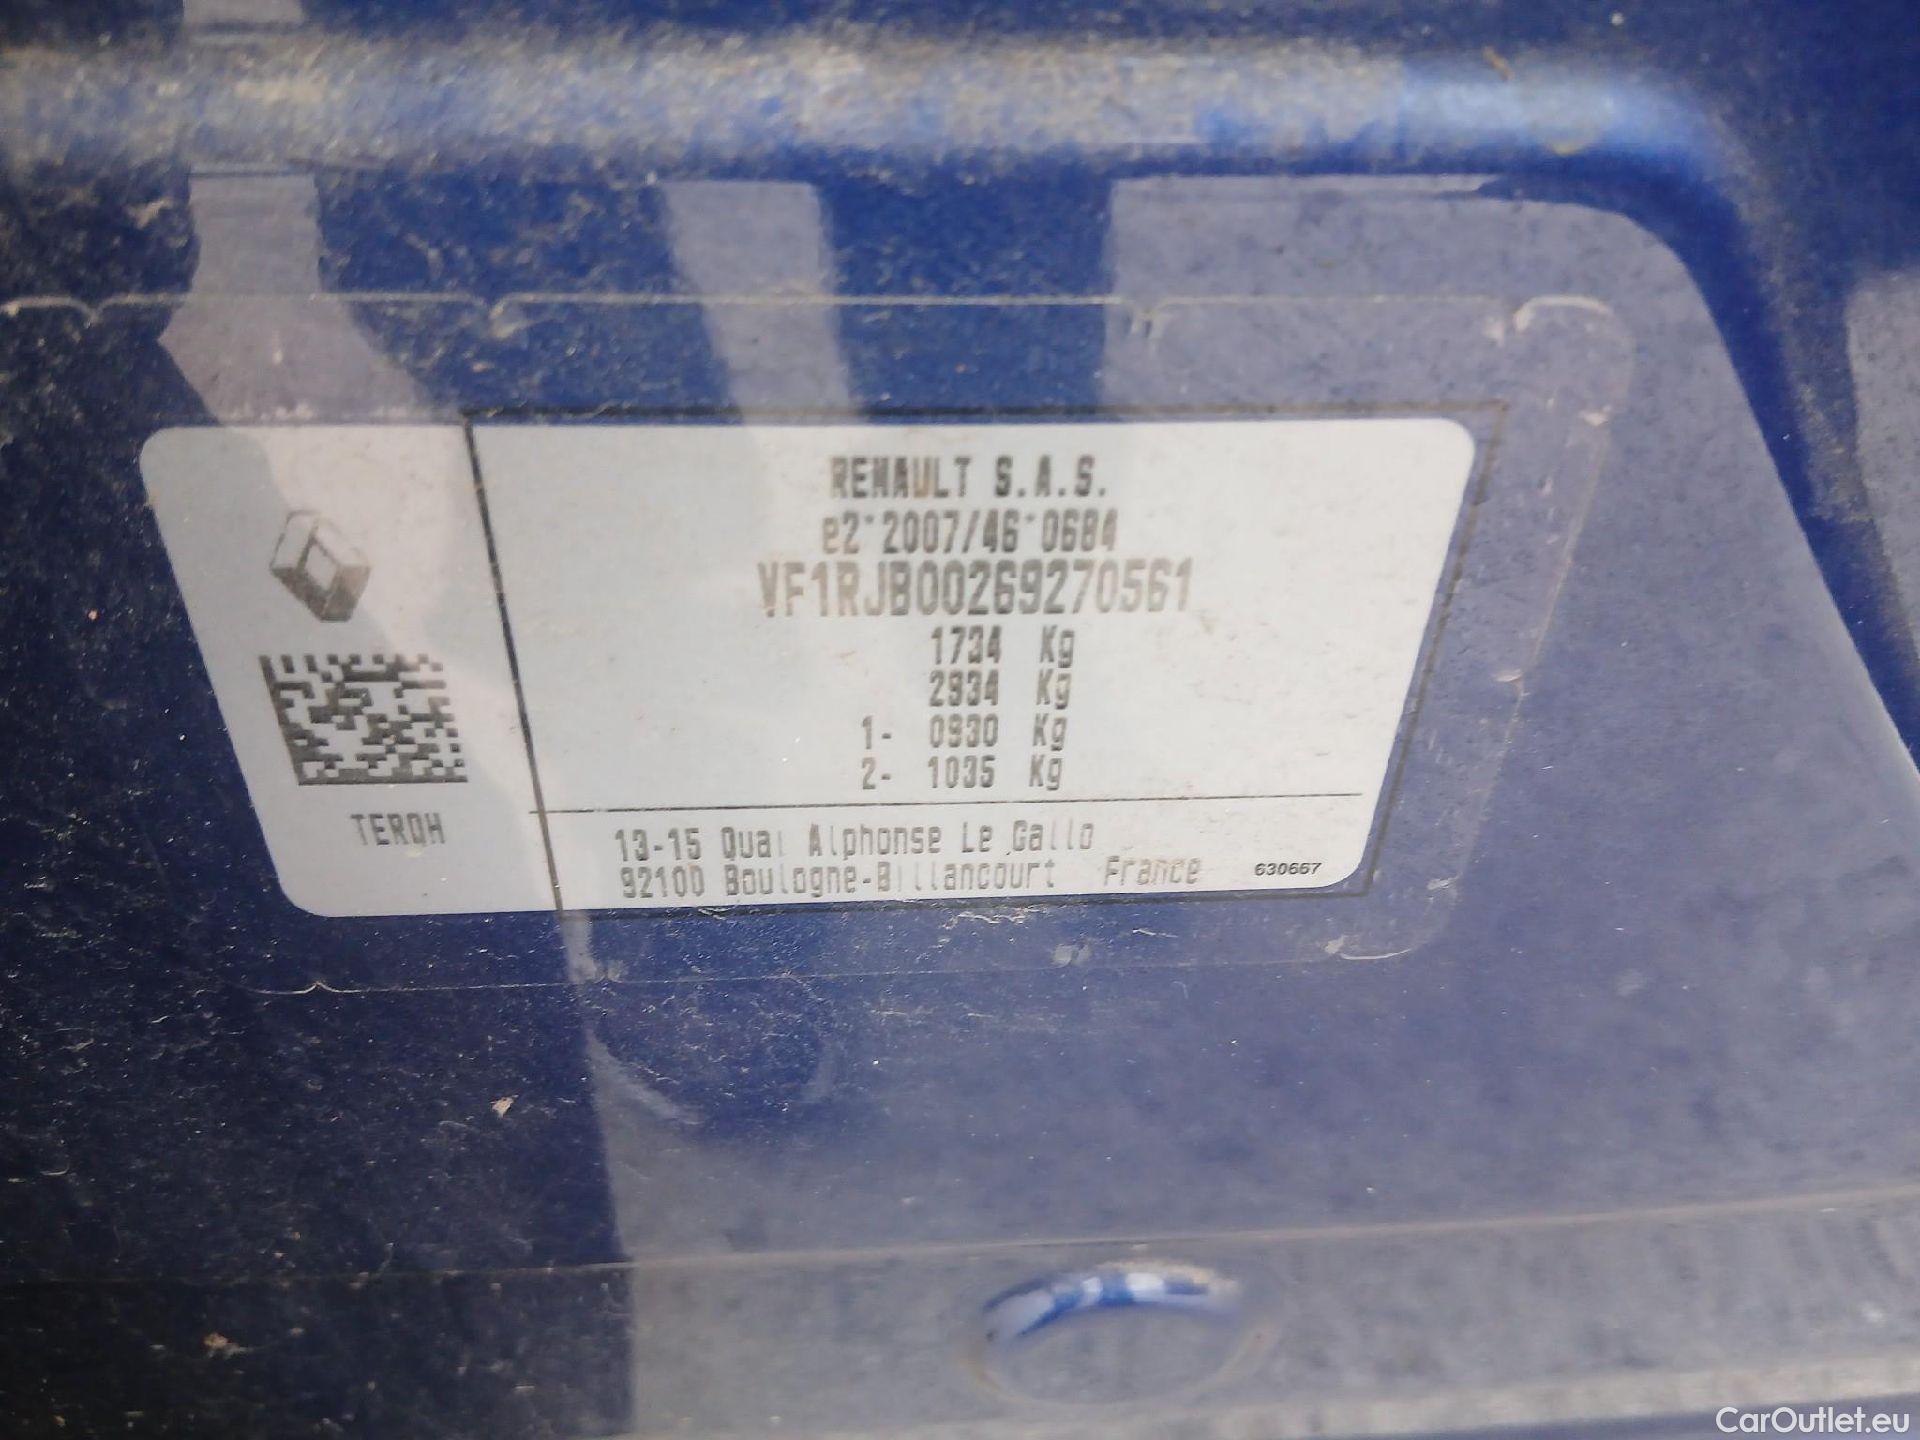 RENAULT S.A.S.
e2*2007/46*0684
VF1RJB00269270561
1734 Kg
2934 Kg
1- 0930 Kg
2- 1035 Kg
TERQH
13-15 Quai Alphonse Le Gallo
92100 Boulogne-Billancourt France
630667
CarOutlet.eu